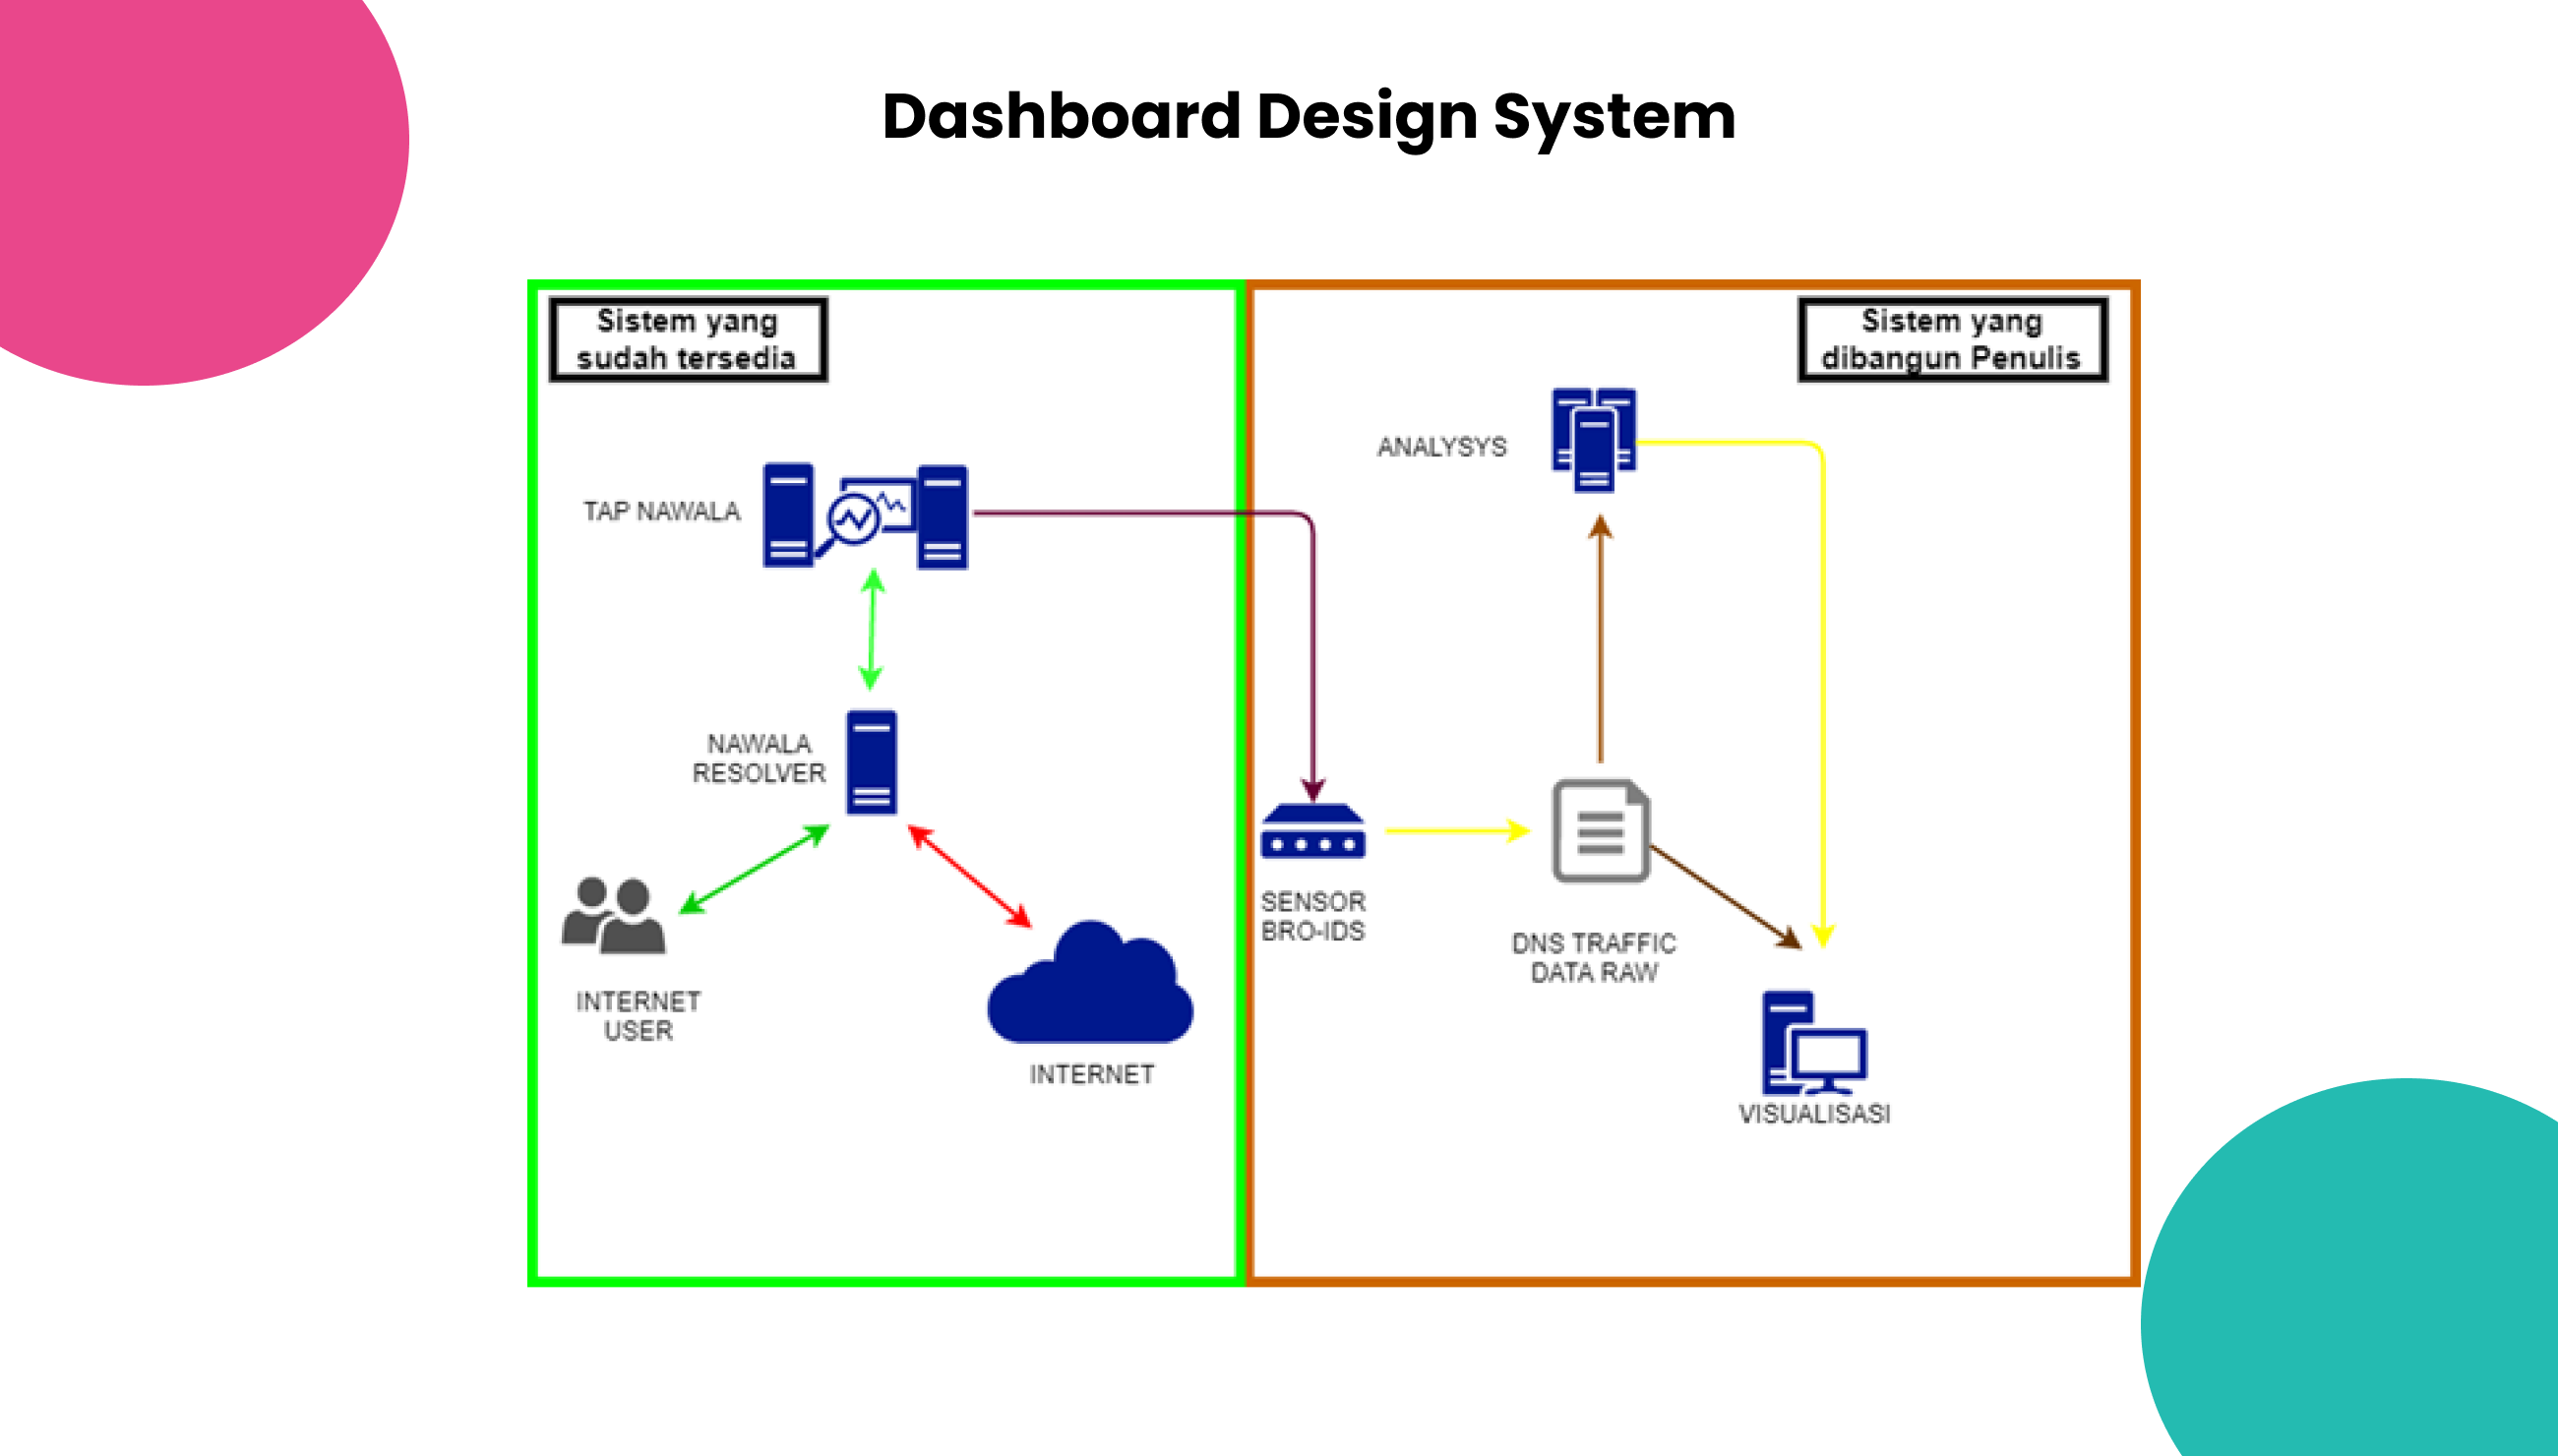 Dashboard Design System
Sistem yang
sudah tersedia
TAP NAWALA
NAWALA
RESOLVER
INTERNET
USER
INTERNET
Sistem yang
dibangun Penulis
ANALYSYS
SENSOR
BRO-IDS
DNS TRAFFIC
DATA RAW
VISUALISASI